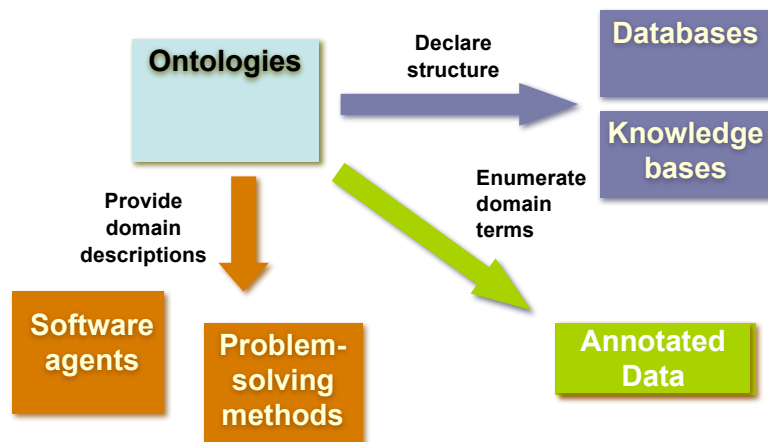 Ontologies
Declare
structure
Databases
Knowledge
bases
Provide
domain
descriptions
Enumerate
domain
terms
Software
agents
Problem-
solving
methods
Annotated
Data